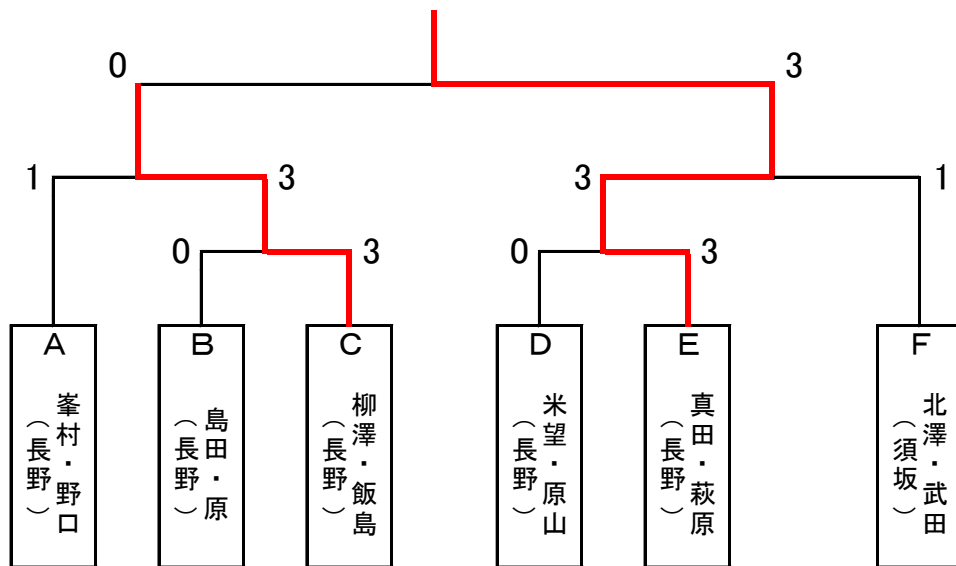 0
3
1
3
3
1
0
3
0
3
A
峯村・野口
（長野）
B
島田・原
（長野）
C
柳澤・飯島
（長野）
D
米望・原山
（長野）
E
真田・萩原
（長野）
F
北澤・武田
（須坂）